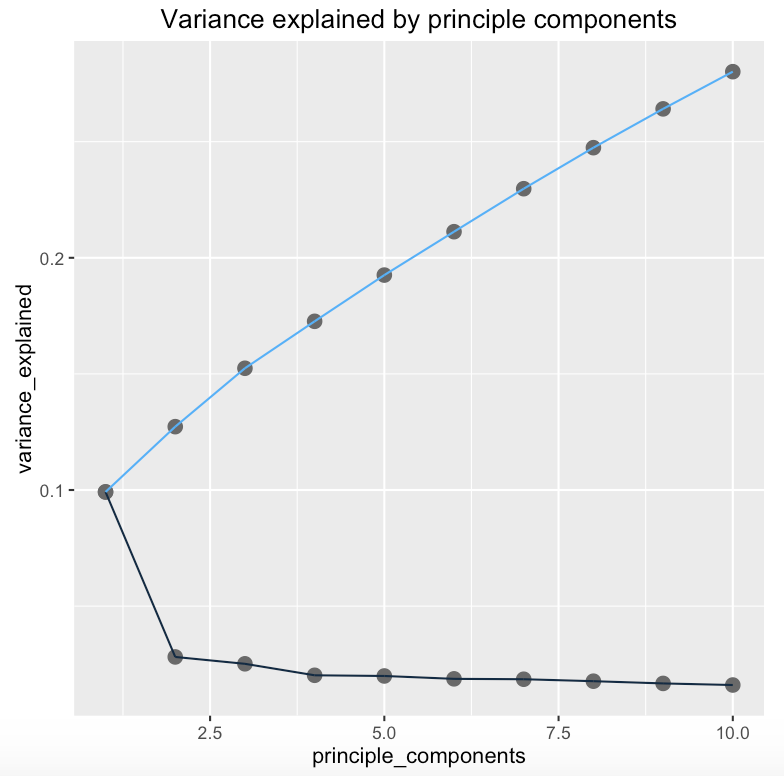 Variance explained by principle components
variance_explained
0.2
0.1
2.5
5.0
7.5
10.0
principle_components